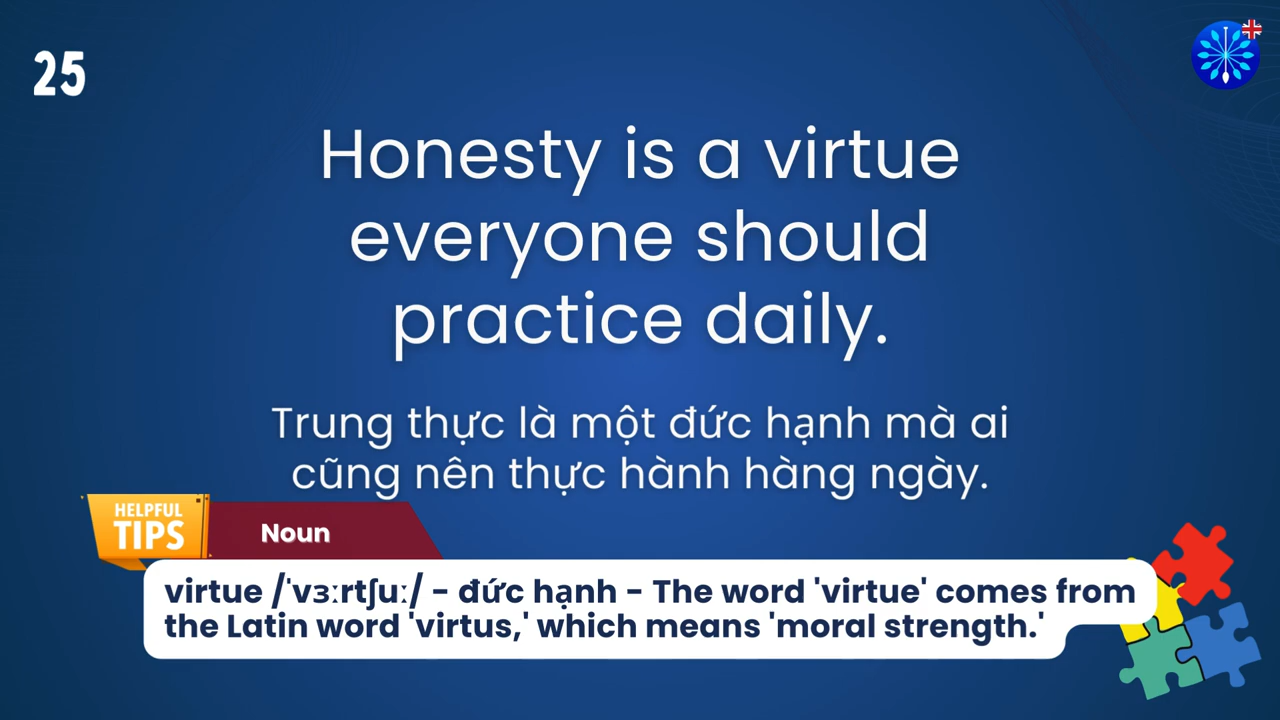 25
Honesty is a virtue
everyone should
practice daily.
Trung thực là một đức hạnh mà ai
cũng nên thực hành hàng ngày.
HELPFUL
TIPS
Noun
virtue /ˈvɜːrtʃuː/ - đức hạnh - The word 'virtue' comes from
the Latin word 'virtus,' which means 'moral strength.'